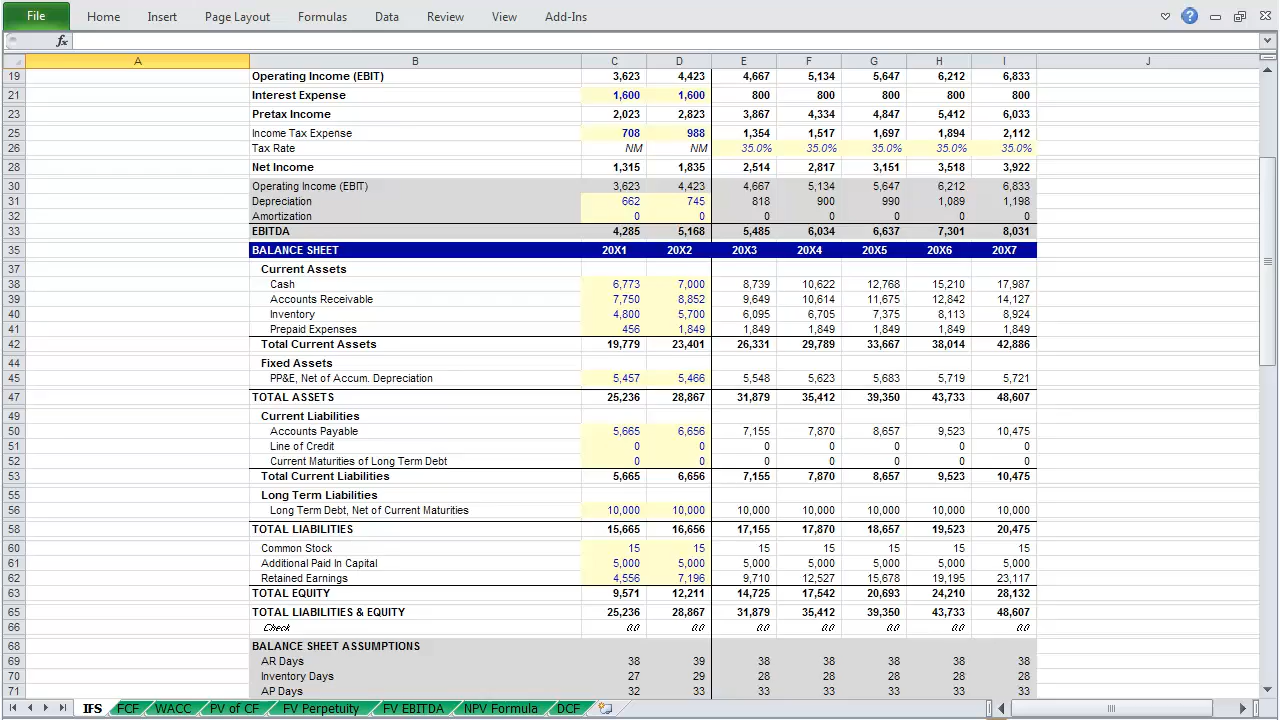 File Home Insert Page Layout Formulas Data Review View Add-Ins
fx
A B C D E F G H I J
19 Operating Income (EBIT) 3,623 4,423 4,667 5,134 5,647 6,212 6,833
21 Interest Expense 1,600 1,600 800 800 800 800 800
23 Pretax Income 2,023 2,823 3,867 4,334 4,847 5,412 6,033
25 Income Tax Expense 708 988 1,354 1,517 1,697 1,894 2,112
26 Tax Rate NM NM 35.0% 35.0% 35.0% 35.0% 35.0%
28 Net Income 1,315 1,835 2,514 2,817 3,151 3,518 3,922
30 Operating Income (EBIT) 3,623 4,423 4,667 5,134 5,647 6,212 6,833
31 Depreciation 662 745 818 900 990 1,089 1,198
32 Amortization 0 0 0 0 0 0 0
33 EBITDA 4,285 5,168 5,485 6,034 6,637 7,301 8,031
35 BALANCE SHEET 20X1 20X2 20X3 20X4 20X5 20X6 20X7
37 Current Assets
38 Cash 6,773 7,000 8,739 10,622 12,768 15,210 17,987
39 Accounts Receivable 7,750 8,852 9,649 10,614 11,675 12,842 14,127
40 Inventory 4,800 5,700 6,095 6,705 7,375 8,113 8,924
41 Prepaid Expenses 456 1,849 1,849 1,849 1,849 1,849 1,849
42 Total Current Assets 19,779 23,401 26,331 29,789 33,667 38,014 42,886
44 Fixed Assets
45 PP&E, Net of Accum. Depreciation 5,457 5,466 5,548 5,623 5,683 5,719 5,721
47 TOTAL ASSETS 25,236 28,867 31,879 35,412 39,350 43,733 48,607
49 Current Liabilities
50 Accounts Payable 5,665 6,656 7,155 7,870 8,657 9,523 10,475
51 Line of Credit 0 0 0 0 0 0 0
52 Current Maturities of Long Term Debt 0 0 0 0 0 0 0
53 Total Current Liabilities 5,665 6,656 7,155 7,870 8,657 9,523 10,475
55 Long Term Liabilities
56 Long Term Debt, Net of Current Maturities 10,000 10,000 10,000 10,000 10,000 10,000 10,000
58 TOTAL LIABILITIES 15,665 16,656 17,155 17,870 18,657 19,523 20,475
60 Common Stock 15 15 15 15 15 15 15
61 Additional Paid In Capital 5,000 5,000 5,000 5,000 5,000 5,000 5,000
62 Retained Earnings 4,556 7,196 9,710 12,527 15,678 19,195 23,117
63 TOTAL EQUITY 9,571 12,211 14,725 17,542 20,693 24,210 28,132
65 TOTAL LIABILITIES & EQUITY 25,236 28,867 31,879 35,412 39,350 43,733 48,607
66 Check 0.0 0.0 0.0 0.0 0.0 0.0 0.0
68 BALANCE SHEET ASSUMPTIONS
69 AR Days 38 39 38 38 38 38 38
70 Inventory Days 27 29 28 28 28 28 28
71 AP Days 32 33 33 33 33 33 33
IFS FCF WACC PV of CF FV Perpetuity FV EBITDA NPV Formula DCF